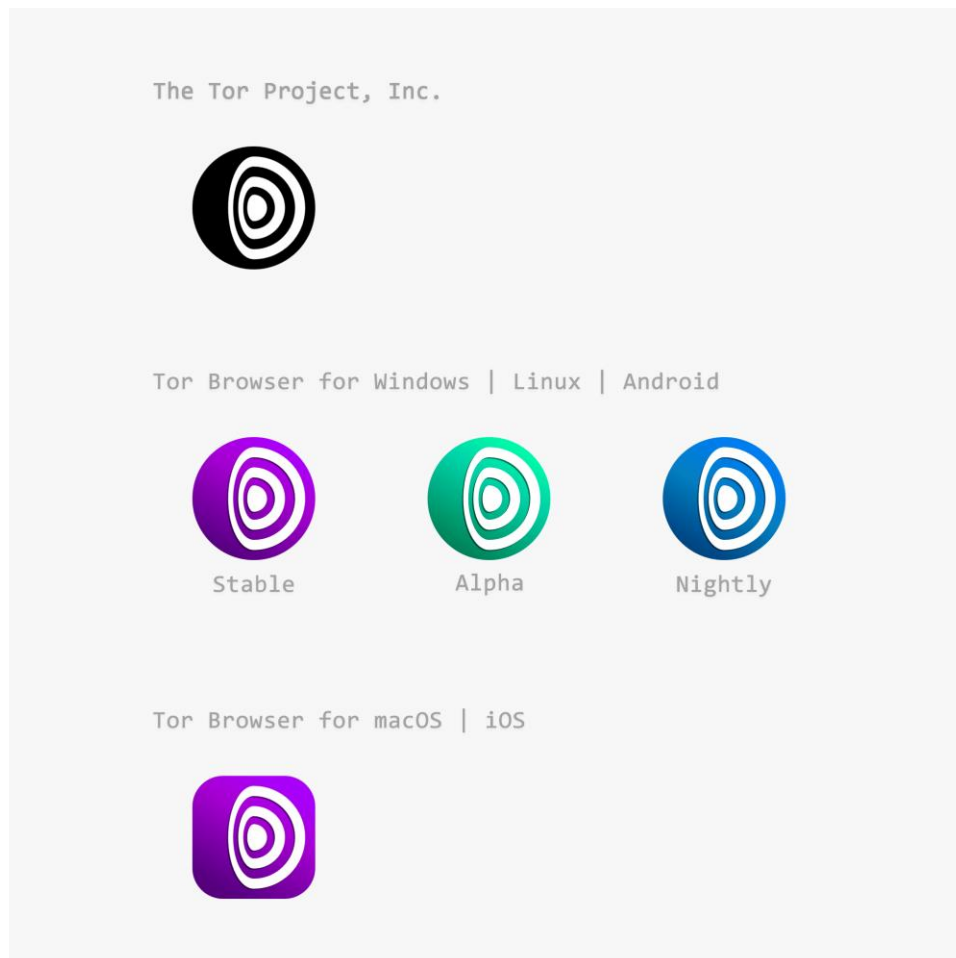 The Tor Project, Inc.
Tor Browser for Windows | Linux | Android
Stable
Alpha
Nightly
Tor Browser for macOS | iOS